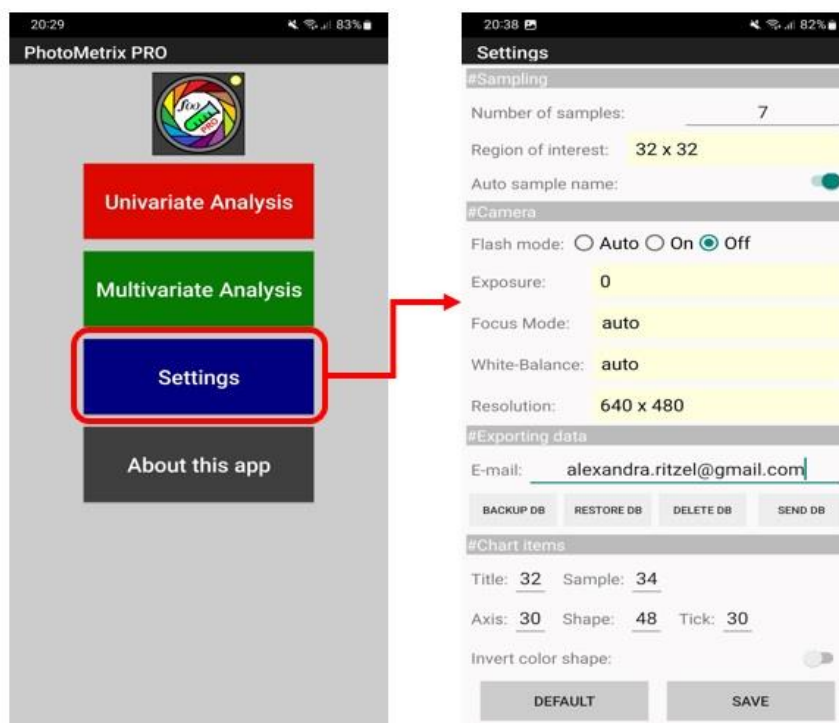 20:29 83%
PhotoMetrix PRO
f(x)
PRO
Univariate Analysis
Multivariate Analysis
Settings
About this app
20:38 82%
Settings
#Sampling
Number of samples: 7
Region of interest: 32 x 32
Auto sample name:
#Camera
Flash mode: Auto On Off
Exposure: 0
Focus Mode: auto
White-Balance: auto
Resolution: 640 x 480
#Exporting data
E-mail: alexandra.ritzel@gmail.com
BACKUP DB RESTORE DB DELETE DB SEND DB
#Chart items
Title: 32 Sample: 34
Axis: 30 Shape: 48 Tick: 30
Invert color shape:
DEFAULT SAVE